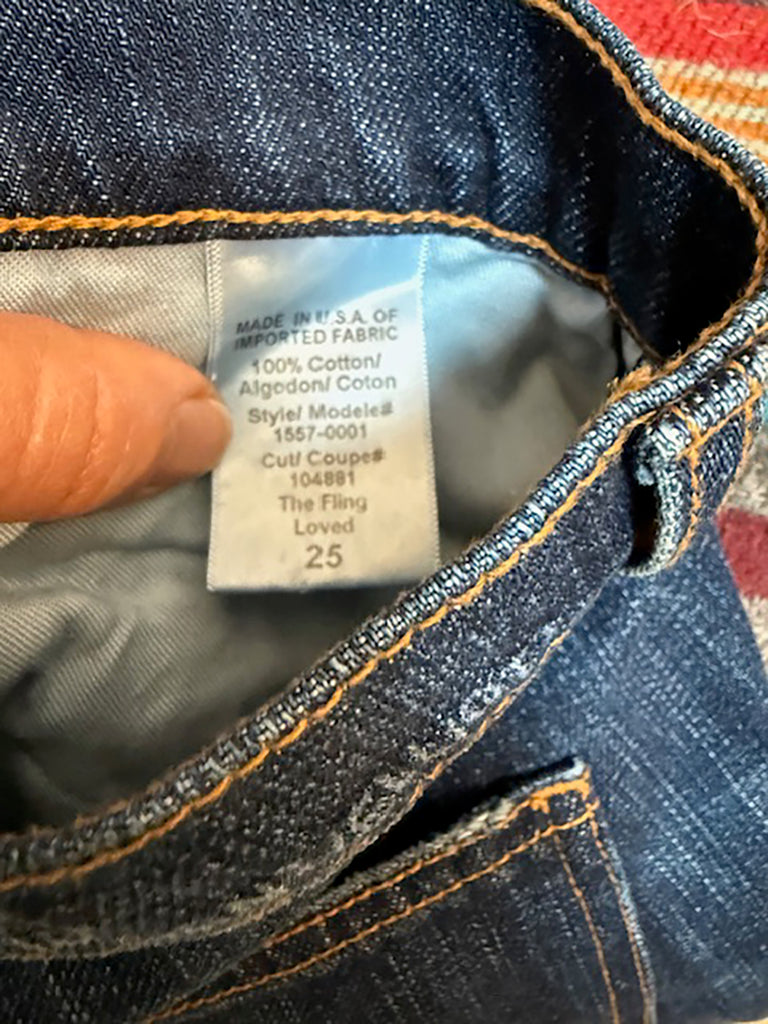 MADE IN U.S.A. OF
IMPORTED FABRIC
100% Cotton/
Algodon/ Coton
Style/ Modele#
1557-0001
Cut/ Coupe#
104881
The Fling
Loved
25